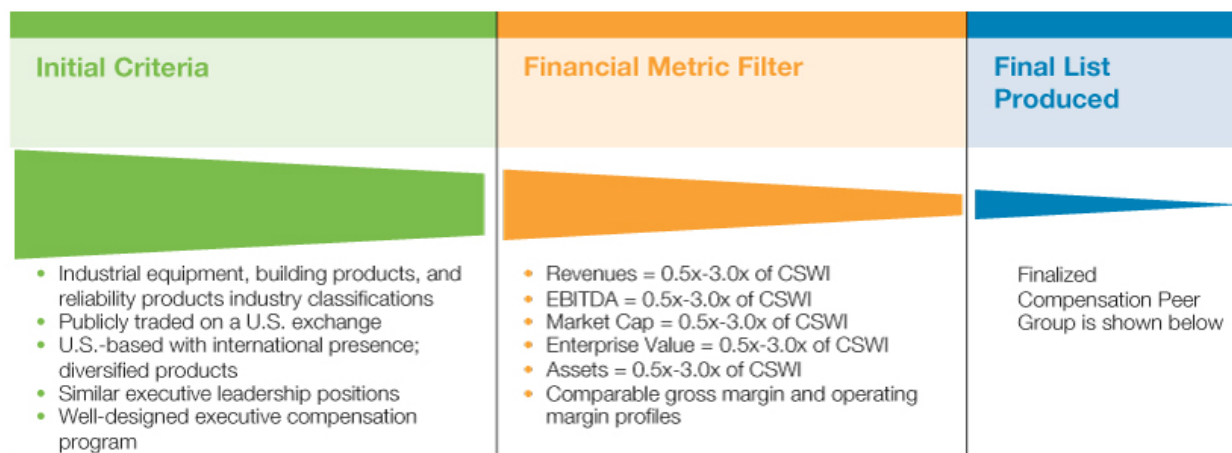 Initial Criteria
• Industrial equipment, building products, and
reliability products industry classifications
• Publicly traded on a U.S. exchange
• U.S.-based with international presence;
diversified products
• Similar executive leadership positions
• Well-designed executive compensation
program
Financial Metric Filter
• Revenues = 0.5x-3.0x of CSWI
• EBITDA = 0.5x-3.0x of CSWI
• Market Cap = 0.5x-3.0x of CSWI
• Enterprise Value = 0.5x-3.0x of CSWI
• Assets = 0.5x-3.0x of CSWI
• Comparable gross margin and operating
margin profiles
Final List
Produced
Finalized
Compensation Peer
Group is shown below